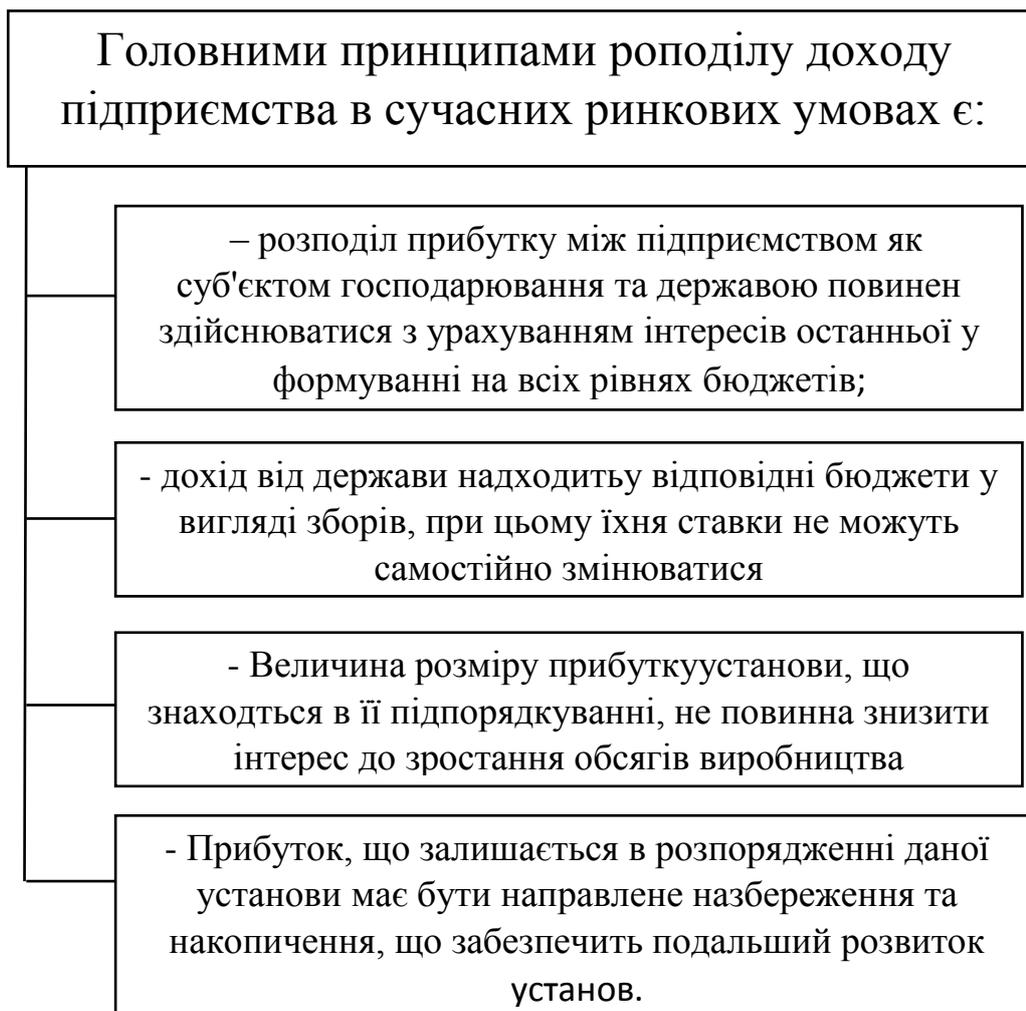 Головними принципами роподілу доходу
підприємства в сучасних ринкових умовах є:
– розподіл прибутку між підприємством як
суб'єктом господарювання та державою повинен
здійснюватися з урахуванням інтересів останньої у
формуванні на всіх рівнях бюджетів;
- дохід від держави надходитьу відповідні бюджети у
вигляді зборів, при цьому їхня ставки не можуть
самостійно змінюватися
- Величина розміру прибуткуустанови, що
знаходться в її підпорядкуванні, не повинна знизити
інтерес до зростання обсягів виробництва
- Прибуток, що залишається в розпорядженні даної
установи має бути направлене назбереження та
накопичення, що забезпечить подальший розвиток
установ.